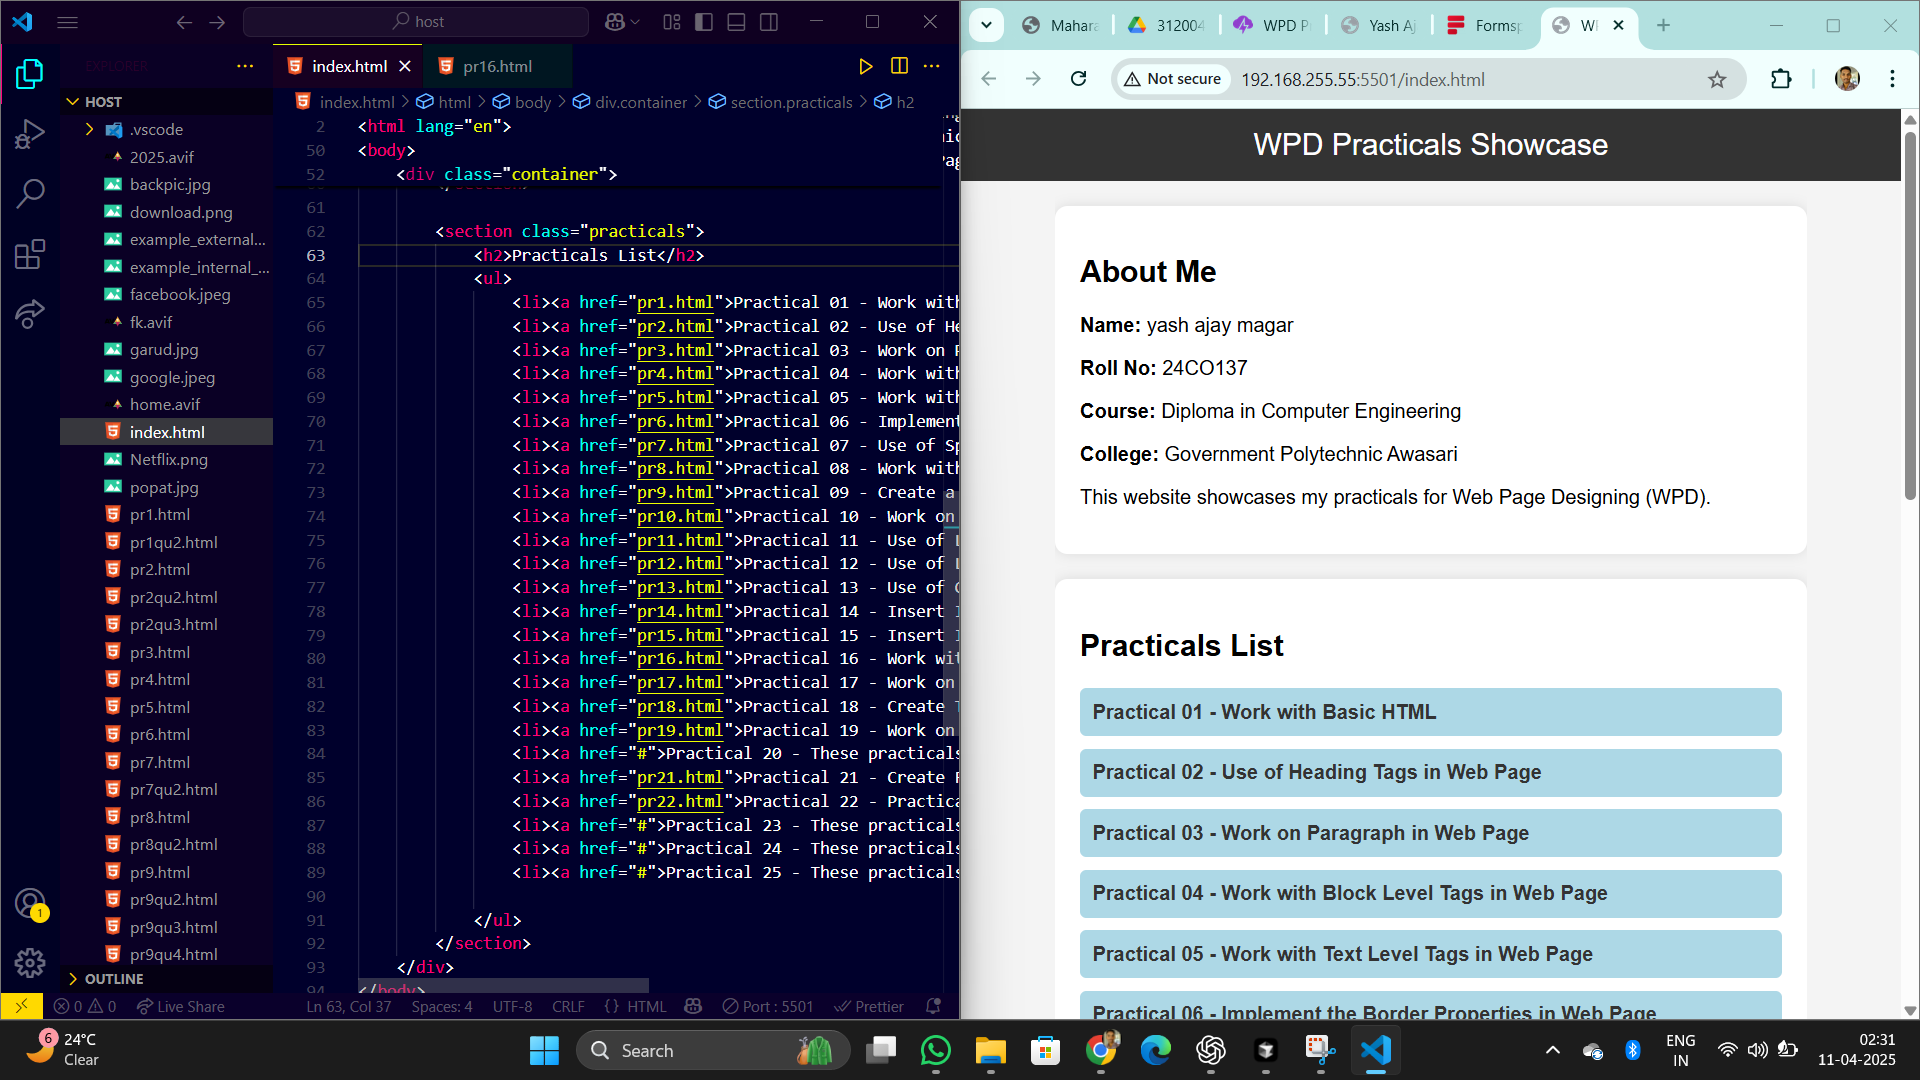 host
EXPLORER
HOST
.vscode
2025.avif
backpic.jpg
download.png
example_external...
example_internal_...
facebook.jpeg
fk.avif
garud.jpg
google.jpeg
home.avif
index.html
Netflix.png
popat.jpg
pr1.html
pr1qu2.html
pr2.html
pr2qu2.html
pr2qu3.html
pr3.html
pr4.html
pr5.html
pr6.html
pr7.html
pr7qu2.html
pr8.html
pr8qu2.html
pr9.html
pr9qu2.html
pr9qu3.html
pr9qu4.html
OUTLINE
index.html
pr16.html
index.html > html > body > div.container > section.practicals > h2
2 <html lang="en">
50 <body>
52 <div class="container">
61
62 <section class="practicals">
63 <h2>Practicals List</h2>
64 <ul>
65 <li><a href="pr1.html">Practical 01 - Work with
66 <li><a href="pr2.html">Practical 02 - Use of He
67 <li><a href="pr3.html">Practical 03 - Work on P
68 <li><a href="pr4.html">Practical 04 - Work with
69 <li><a href="pr5.html">Practical 05 - Work with
70 <li><a href="pr6.html">Practical 06 - Implement
71 <li><a href="pr7.html">Practical 07 - Use of Sp
72 <li><a href="pr8.html">Practical 08 - Work with
73 <li><a href="pr9.html">Practical 09 - Create a
74 <li><a href="pr10.html">Practical 10 - Work on
75 <li><a href="pr11.html">Practical 11 - Use of L
76 <li><a href="pr12.html">Practical 12 - Use of L
77 <li><a href="pr13.html">Practical 13 - Use of C
78 <li><a href="pr14.html">Practical 14 - Insert I
79 <li><a href="pr15.html">Practical 15 - Insert I
80 <li><a href="pr16.html">Practical 16 - Work wit
81 <li><a href="pr17.html">Practical 17 - Work on
82 <li><a href="pr18.html">Practical 18 - Create T
83 <li><a href="pr19.html">Practical 19 - Work on
84 <li><a href="#">Practical 20 - These practicals
85 <li><a href="pr21.html">Practical 21 - Create F
86 <li><a href="pr22.html">Practical 22 - Practica
87 <li><a href="#">Practical 23 - These practicals
88 <li><a href="#">Practical 24 - These practicals
89 <li><a href="#">Practical 25 - These practicals
90
91 </ul>
92 </section>
93 </div>
94 </body>
0 0 Live Share Ln 63, Col 37 Spaces: 4 UTF-8 CRLF {} HTML Port : 5501 Prettier
Mahara 312004 WPD P Yash Aj Formsp W
Not secure 192.168.255.55:5501/index.html
WPD Practicals Showcase
About Me
Name: yash ajay magar
Roll No: 24CO137
Course: Diploma in Computer Engineering
College: Government Polytechnic Awasari
This website showcases my practicals for Web Page Designing (WPD).
Practicals List
Practical 01 - Work with Basic HTML
Practical 02 - Use of Heading Tags in Web Page
Practical 03 - Work on Paragraph in Web Page
Practical 04 - Work with Block Level Tags in Web Page
Practical 05 - Work with Text Level Tags in Web Page
Practical 06 - Implement the Border Properties in Web Page
1
6
24°C
Clear
Search
ENG
IN
02:31
11-04-2025